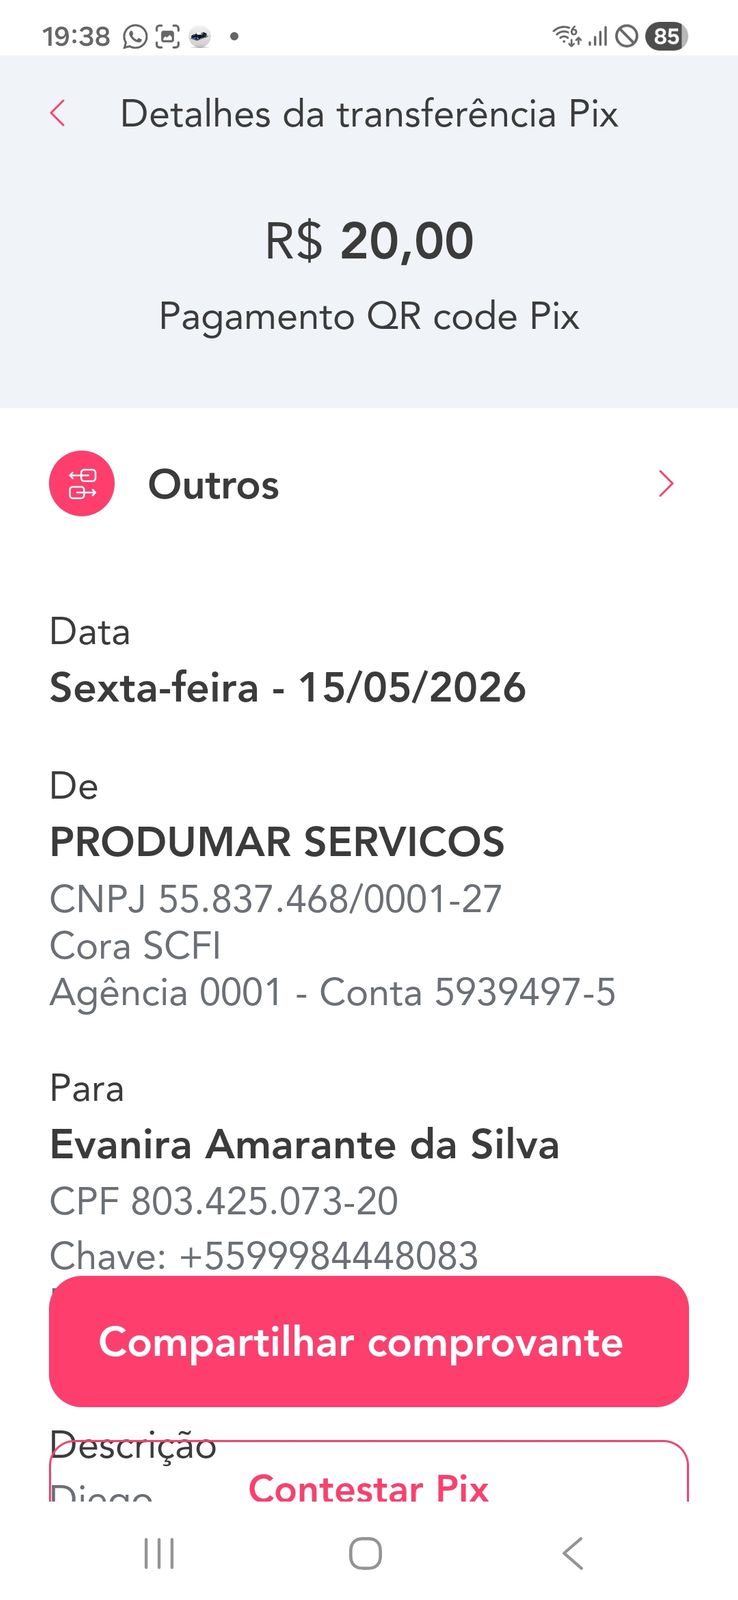 19:38
85
Detalhes da transferência Pix
R$ 20,00
Pagamento QR code Pix
Outros
Data
Sexta-feira - 15/05/2026
De
PRODUMAR SERVICOS
CNPJ 55.837.468/0001-27
Cora SCFI
Agência 0001 - Conta 5939497-5
Para
Evanira Amarante da Silva
CPF 803.425.073-20
Chave: +5599984448083
Compartilhar comprovante
Descrição
Diego
Contestar Pix